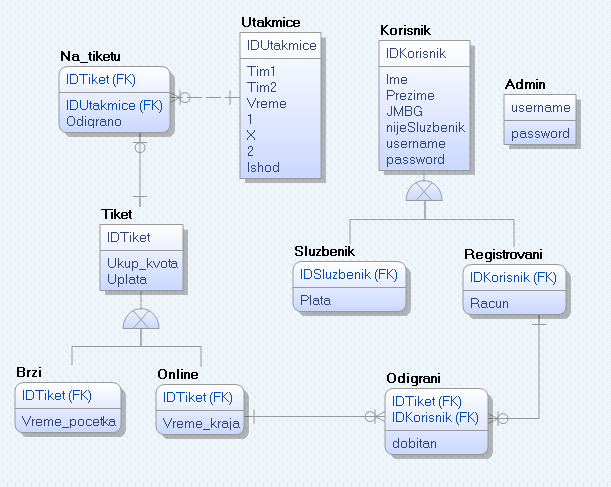 Utakmice
IDUtakmice
Tim1
Tim2
Vreme
1
X
2
Ishod
Korisnik
IDKorisnik
Ime
Prezime
JMBG
nijeSluzbenik
username
password
Admin
username
password
Na_tiketu
IDTiket (FK)
IDUtakmice (FK)
Odiqrano
Tiket
IDTiket
Ukup_kvota
Uplata
Sluzbenik
IDSluzbenik (FK)
Plata
Registrovani
IDKorisnik (FK)
Racun
Brzi
IDTiket (FK)
Vreme_pocetka
Online
IDTiket (FK)
Vreme_kraja
Odigrani
IDTiket (FK)
IDKorisnik (FK)
dobitan